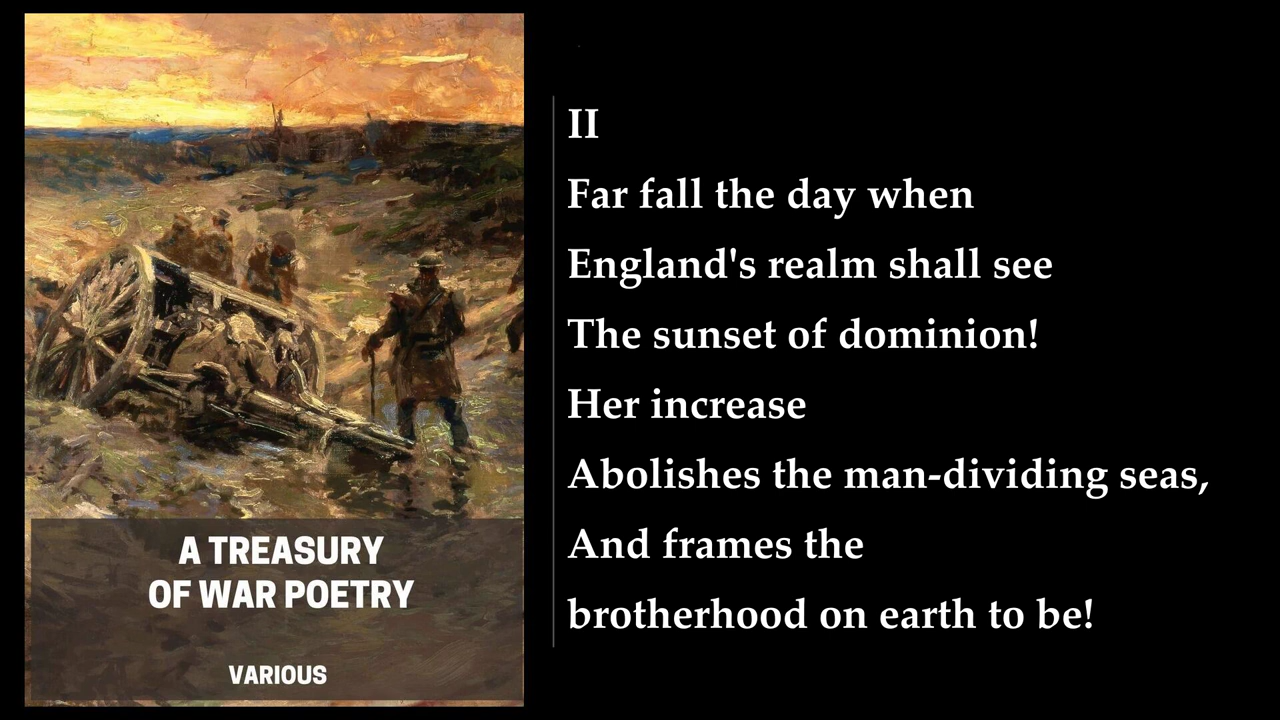 A TREASURY
OF WAR POETRY
VARIOUS
II
Far fall the day when
England's realm shall see
The sunset of dominion!
Her increase
Abolishes the man-dividing seas,
And frames the
brotherhood on earth to be!